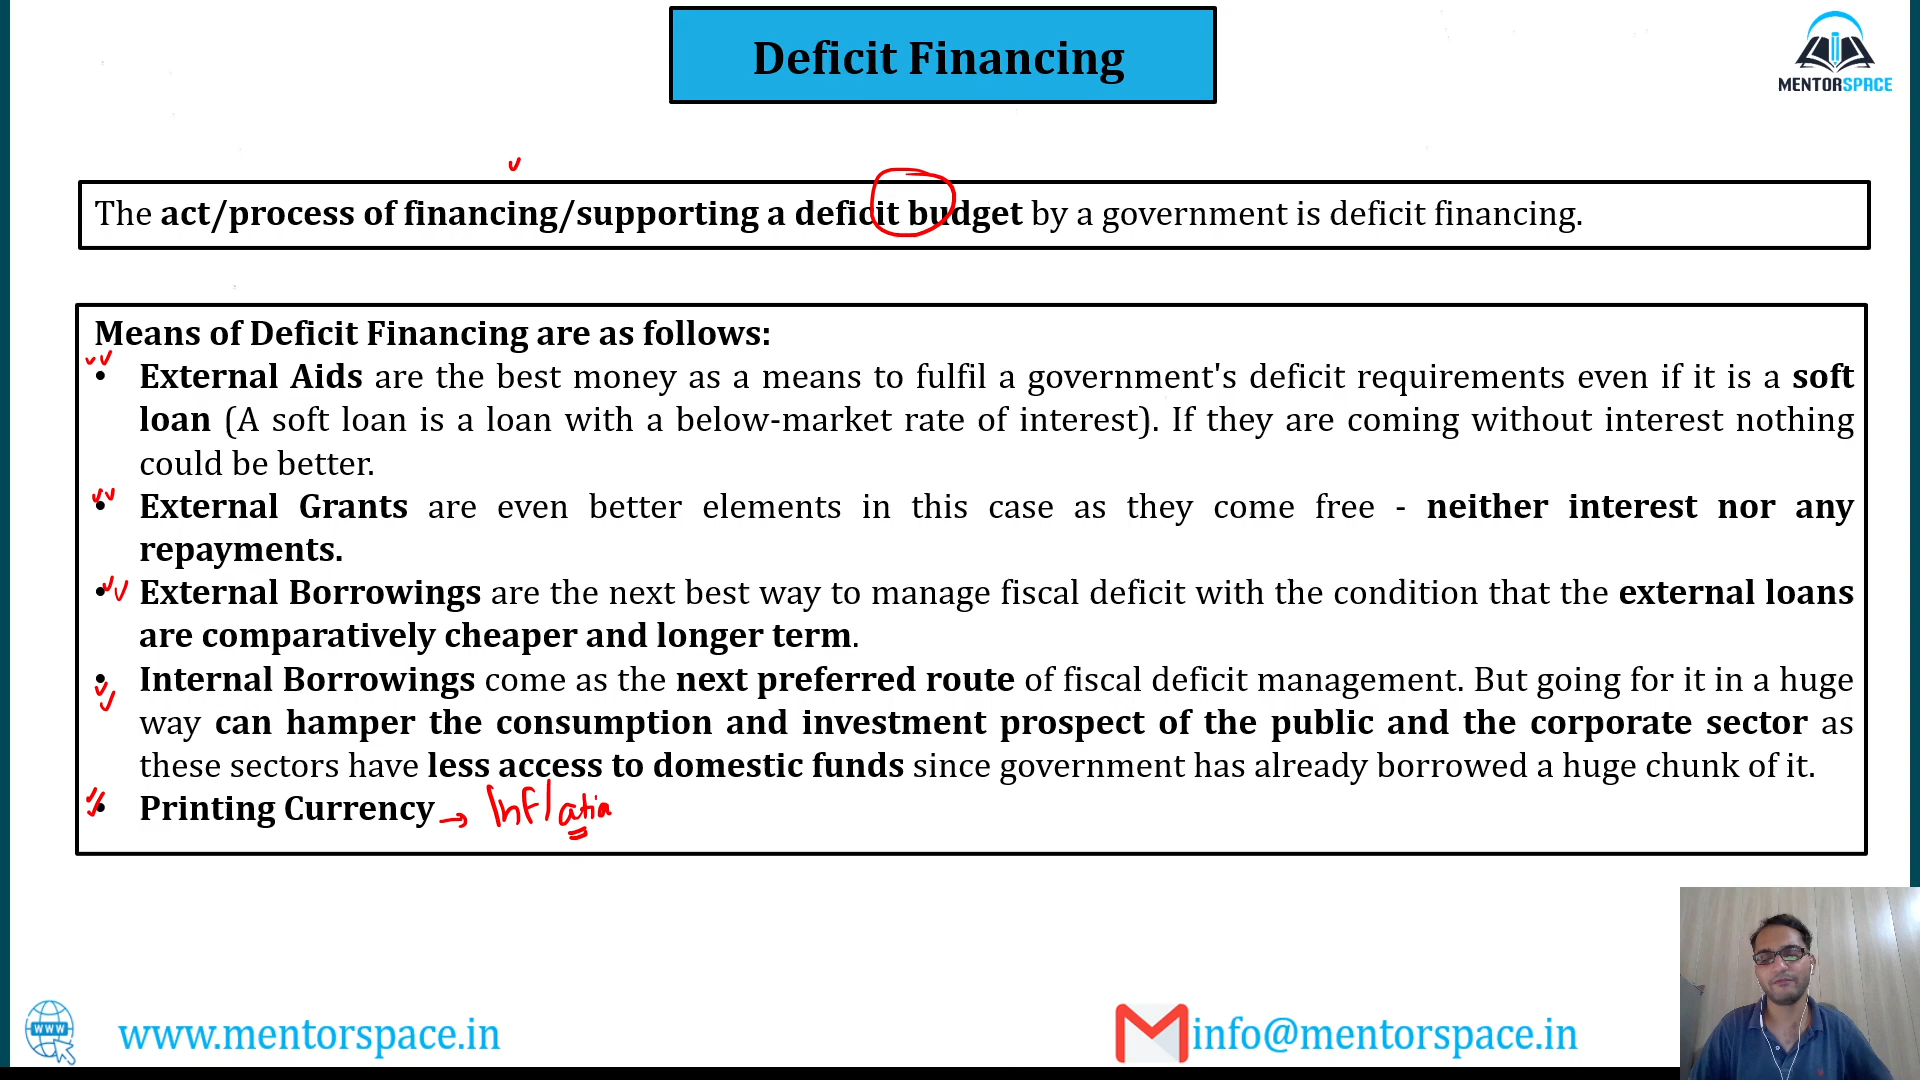 Deficit Financing
MENTORSPACE
The act/process of financing/supporting a deficit budget by a government is deficit financing.
Means of Deficit Financing are as follows:
• External Aids are the best money as a means to fulfil a government's deficit requirements even if it is a soft
loan (A soft loan is a loan with a below-market rate of interest). If they are coming without interest nothing
could be better.
• External Grants are even better elements in this case as they come free - neither interest nor any
repayments.
• External Borrowings are the next best way to manage fiscal deficit with the condition that the external loans
are comparatively cheaper and longer term.
• Internal Borrowings come as the next preferred route of fiscal deficit management. But going for it in a huge
way can hamper the consumption and investment prospect of the public and the corporate sector as
these sectors have less access to domestic funds since government has already borrowed a huge chunk of it.
• Printing Currency → Inflation
WWW
www.mentorspace.in
info@mentorspace.in